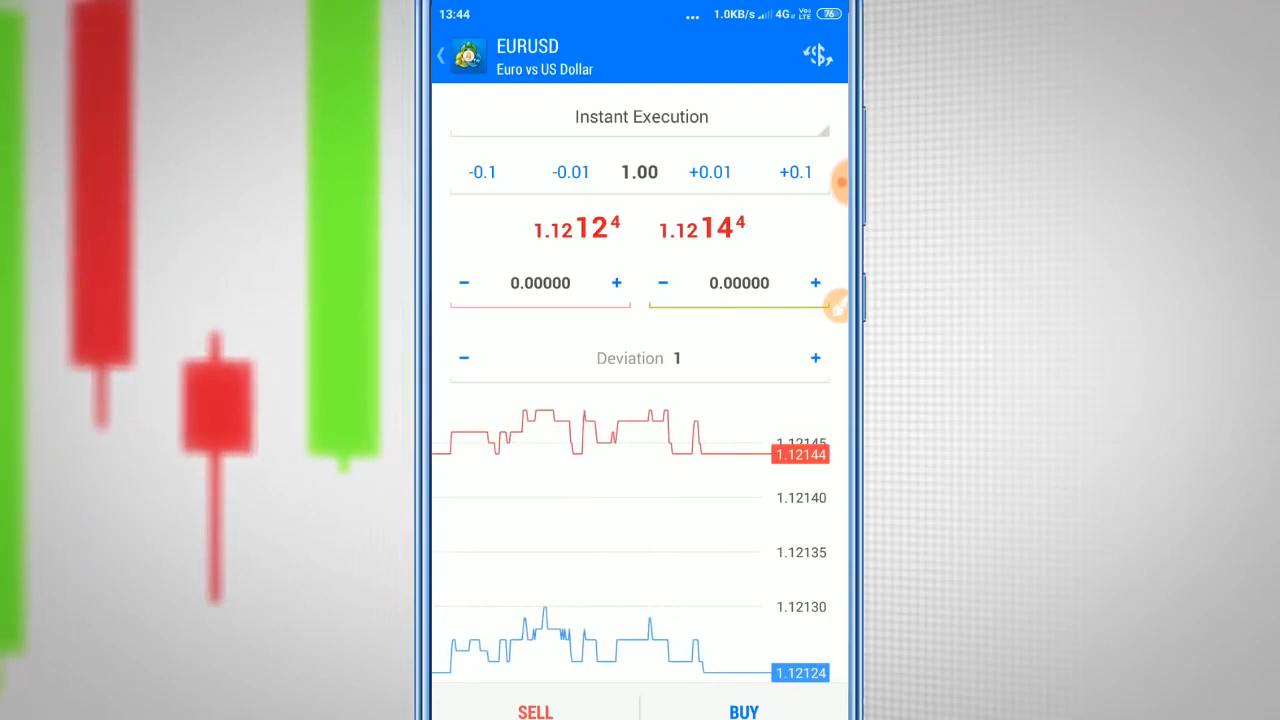 13:44 ... 1.0KB/s 4G Vo LTE 76
EURUSD
Euro vs US Dollar
Instant Execution
-0.1 -0.01 1.00 +0.01 +0.1
1.12124 1.12144
- 0.00000 + - 0.00000 +
- Deviation 1 +
1.12145
1.12144
1.12140
1.12135
1.12130
1.12124
SELL BUY